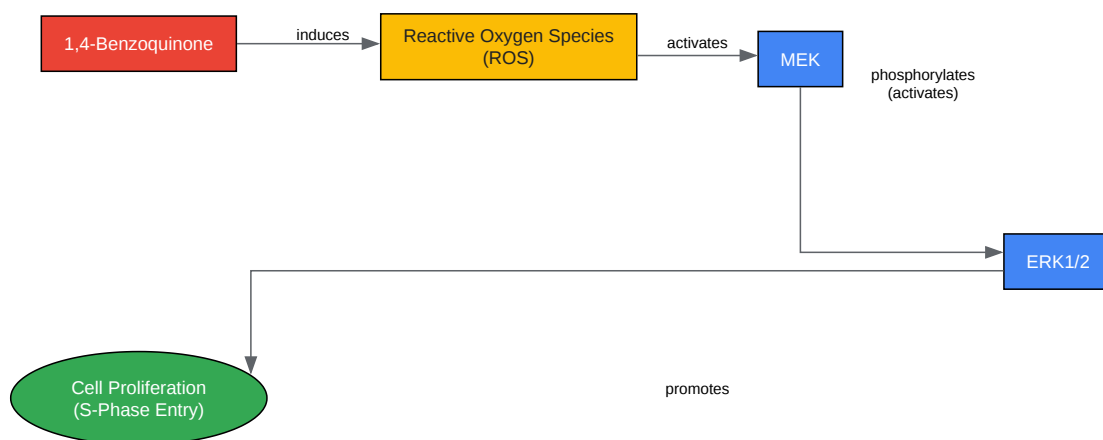 1,4-Benzoquinone
induces
Reactive Oxygen Species
(ROS)
activates
MEK
phosphorylates
(activates)
ERK1/2
Cell Proliferation
(S-Phase Entry)
promotes